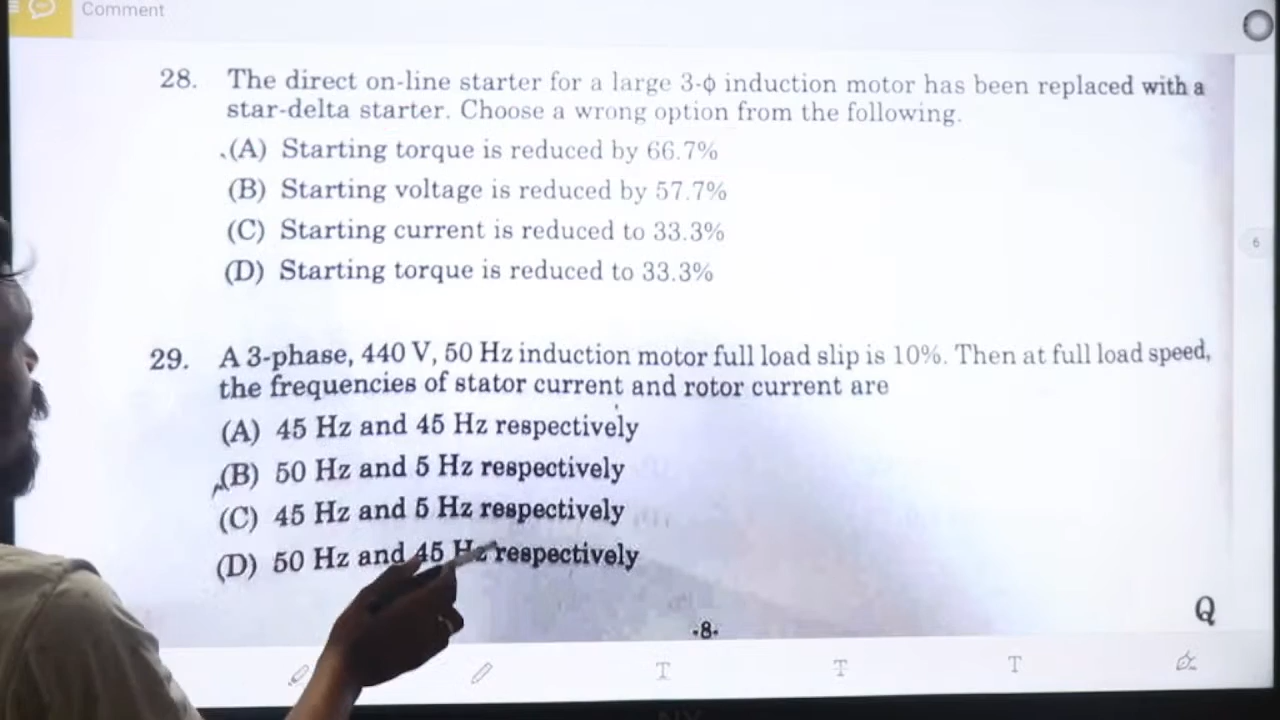 Comment
28. The direct on-line starter for a large 3-ϕ induction motor has been replaced with a
star-delta starter. Choose a wrong option from the following.
(A) Starting torque is reduced by 66.7%
(B) Starting voltage is reduced by 57.7%
(C) Starting current is reduced to 33.3%
(D) Starting torque is reduced to 33.3%
6
29. A 3-phase, 440 V, 50 Hz induction motor full load slip is 10%. Then at full load speed,
the frequencies of stator current and rotor current are
(A) 45 Hz and 45 Hz respectively
(B) 50 Hz and 5 Hz respectively
(C) 45 Hz and 5 Hz respectively
(D) 50 Hz and 45 Hz respectively
Q
-8-
T T T